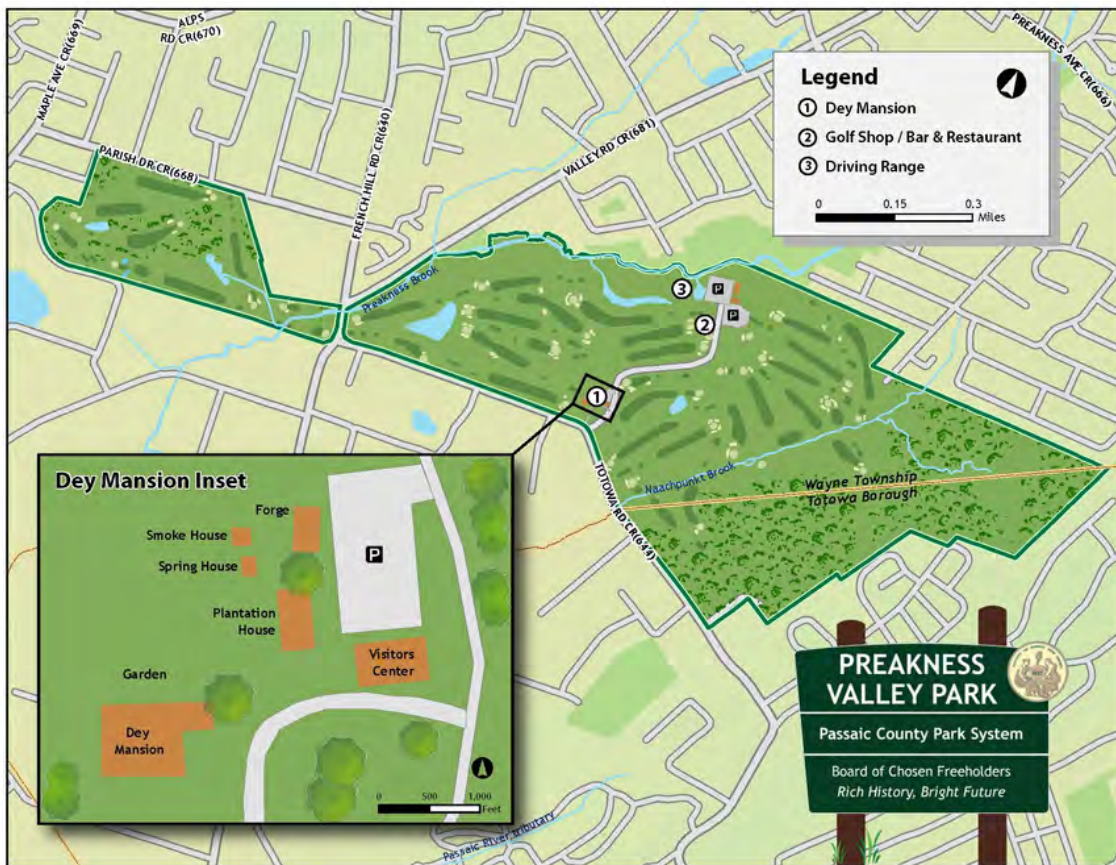 ALPS
RD CR(670)
MAPLE AVE CR(669)
PREAKNESS AVE CR(666)
PARISH DR CR(668)
FRENCH HILL RD CR(640)
VALLEY RD CR(681)
Legend
1 Dey Mansion
2 Golf Shop / Bar & Restaurant
3 Driving Range
0 0.15 0.3
Miles
Preakness Brook
3
P
2
P
1
Naachpunkt Brook
Wayne Township
Totowa Borough
TOTOWA RD CR(644)
Dey Mansion Inset
Forge
Smoke House
Spring House
P
Plantation
House
Visitors
Center
Garden
Dey
Mansion
0 500 1,000
Feet
Passaic River tributary
PREAKNESS
VALLEY PARK
Passaic County Park System
Board of Chosen Freeholders
Rich History, Bright Future